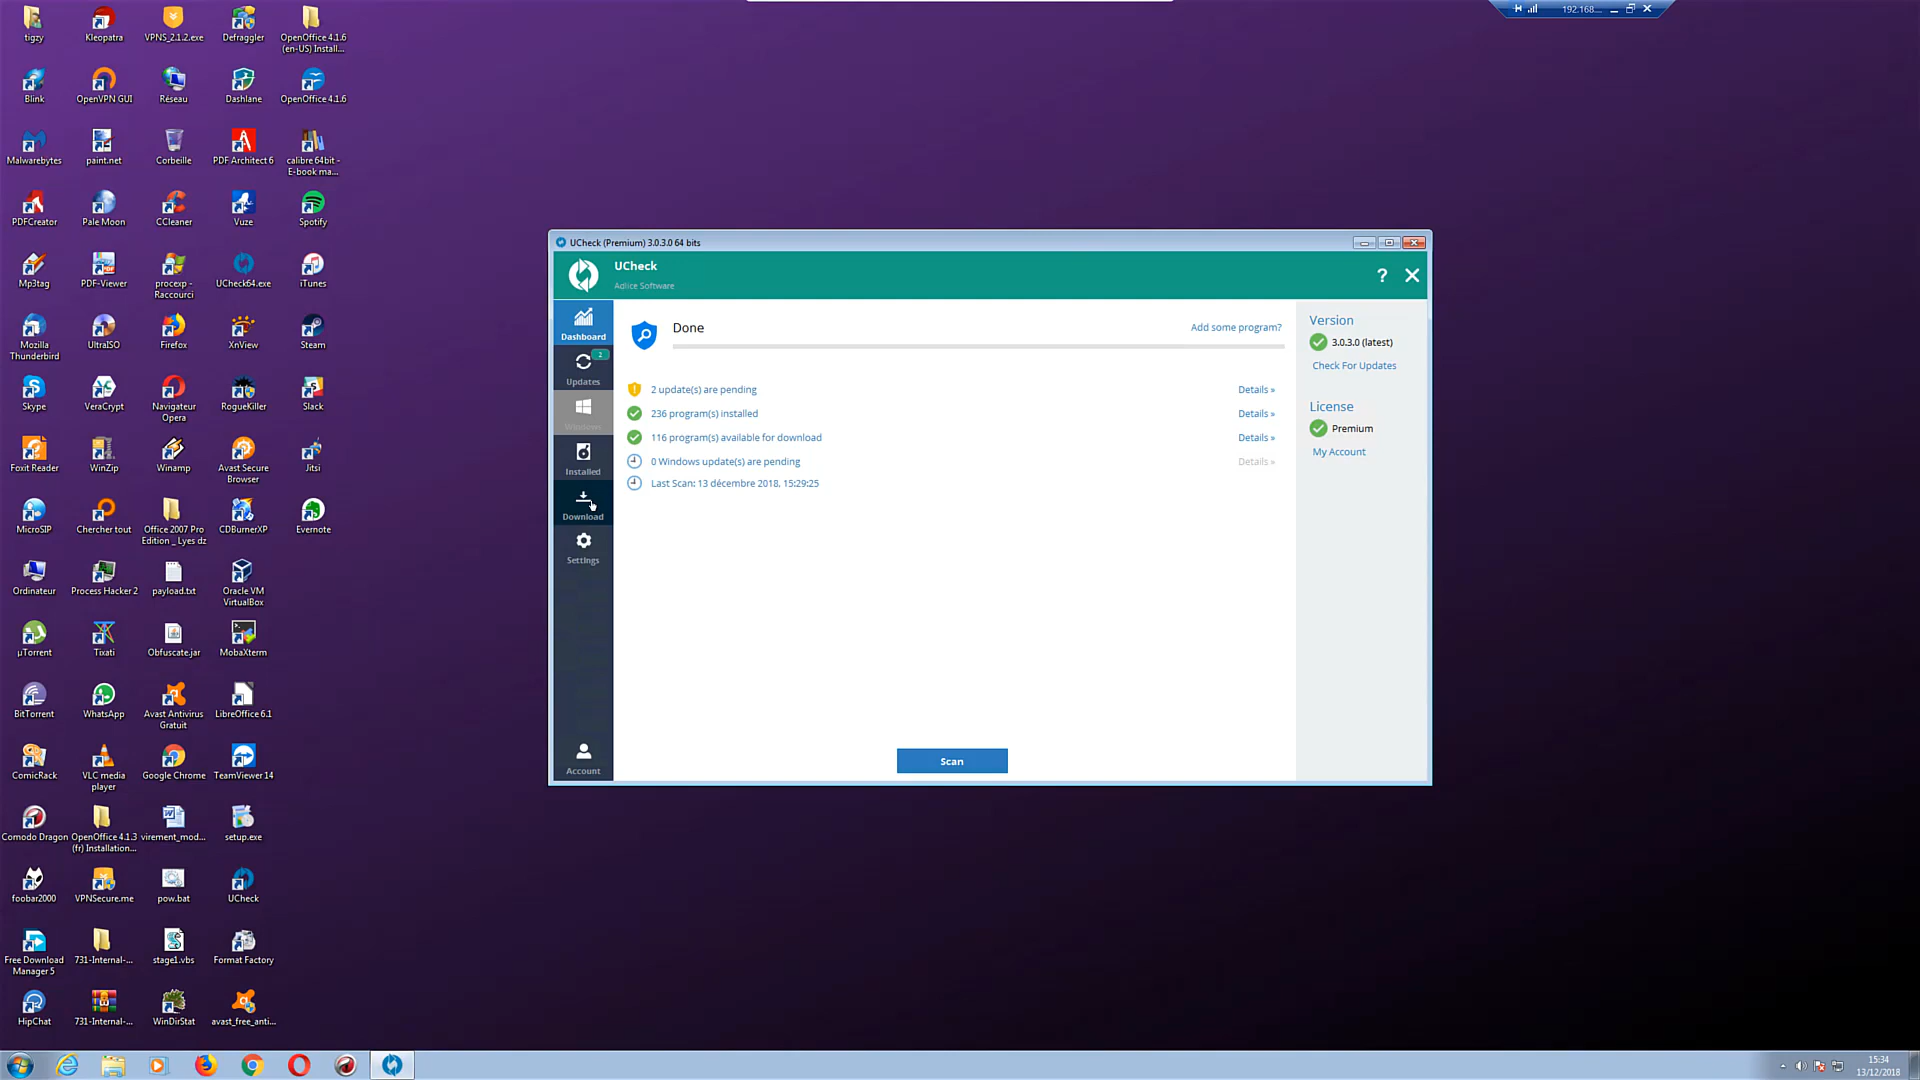 192.168....
tigzy
Kleopatra
VPNS_2.1.2.exe
Defraggler
OpenOffice 4.1.6
(en-US) Install...
Blink
OpenVPN GUI
Réseau
Dashlane
OpenOffice 4.1.6
Malwarebytes
paint.net
Corbeille
PDF Architect 6
calibre 64bit -
E-book ma...
PDFCreator
Pale Moon
CCleaner
Vuze
Spotify
Mp3tag
PDF-Viewer
procexp -
Raccourci
UCheck64.exe
iTunes
Mozilla
Thunderbird
UltraISO
Firefox
XnView
Steam
Skype
VeraCrypt
Navigateur
Opera
RogueKiller
Slack
Foxit Reader
WinZip
Winamp
Avast Secure
Browser
Jitsi
MicroSIP
Chercher tout
Office 2007 Pro
Edition _ Lyes dz
CDBurnerXP
Evernote
Ordinateur
Process Hacker 2
payload.txt
Oracle VM
VirtualBox
µTorrent
Tixati
Obfuscate.jar
MobaXterm
BitTorrent
WhatsApp
Avast Antivirus
Gratuit
LibreOffice 6.1
ComicRack
VLC media
player
Google Chrome
TeamViewer 14
Comodo Dragon
OpenOffice 4.1.3
(fr) Installation...
virement_mod...
setup.exe
foobar2000
VPNSecure.me
pow.bat
UCheck
Free Download
Manager 5
731-Internal-...
stage1.vbs
Format Factory
HipChat
731-Internal-...
WinDirStat
avast_free_anti...
UCheck (Premium) 3.0.3.0 64 bits
UCheck
Adlice Software
?
Dashboard
2
Updates
Windows
Installed
Download
Settings
Account
Done
Add some program?
2 update(s) are pending
Details »
236 program(s) installed
Details »
116 program(s) available for download
Details »
0 Windows update(s) are pending
Details »
Last Scan: 13 décembre 2018, 15:29:25
Scan
Version
3.0.3.0 (latest)
Check For Updates
License
Premium
My Account
15:34
13/12/2018